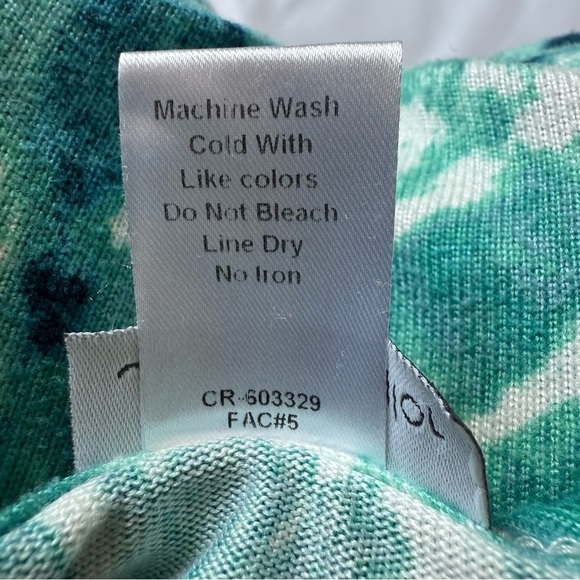 Machine Wash
Cold With
Like colors
Do Not Bleach
Line Dry
No Iron
CR-603329
FAC#5